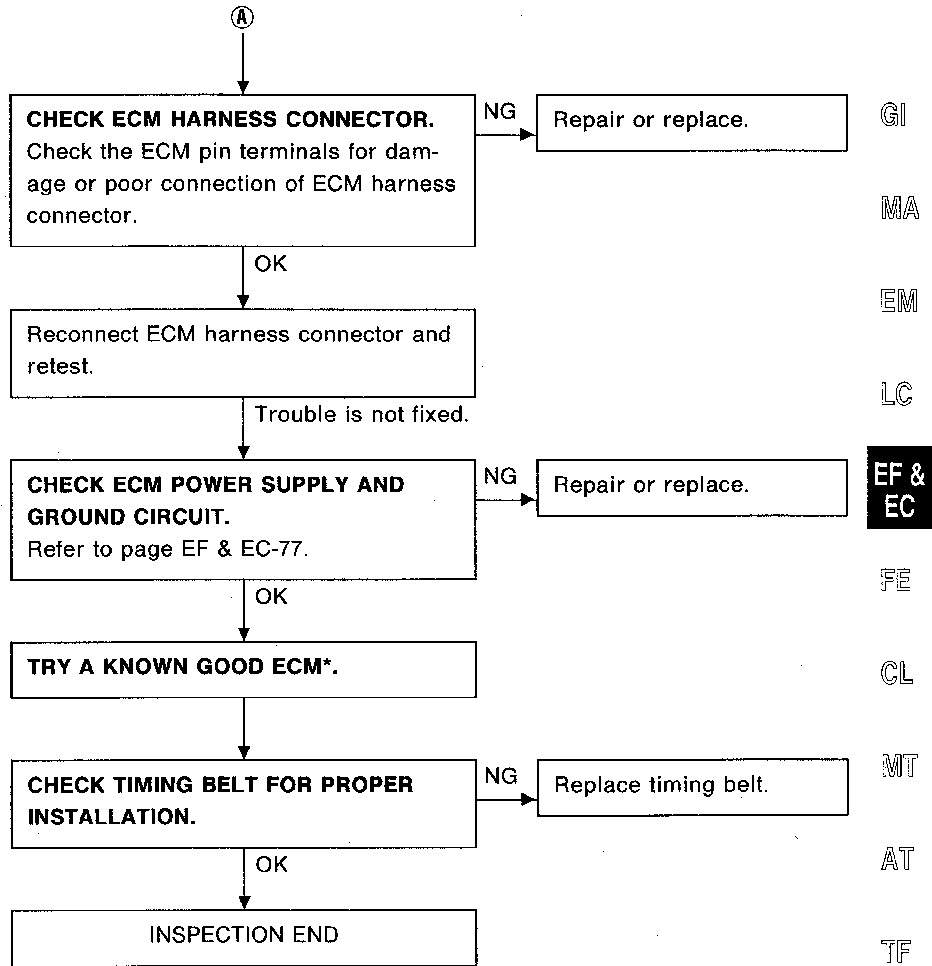 A
CHECK ECM HARNESS CONNECTOR.
Check the ECM pin terminals for dam-
age or poor connection of ECM harness
connector.
NG
Repair or replace.
OK
Reconnect ECM harness connector and
retest.
Trouble is not fixed.
CHECK ECM POWER SUPPLY AND
GROUND CIRCUIT.
Refer to page EF & EC-77.
NG
Repair or replace.
OK
TRY A KNOWN GOOD ECM*.
CHECK TIMING BELT FOR PROPER
INSTALLATION.
NG
Replace timing belt.
OK
INSPECTION END
GI
MA
EM
LC
EF &
EC
FE
CL
MT
AT
TF